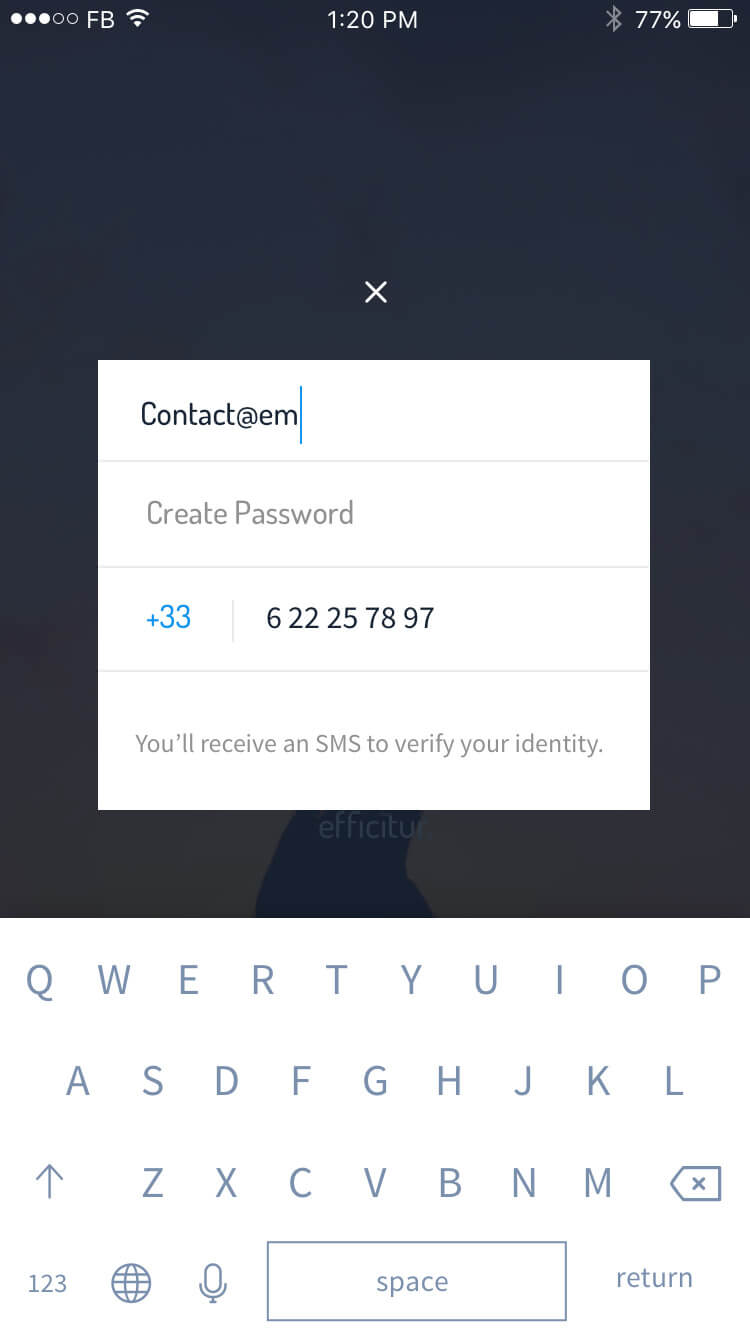 FB 1:20 PM 77%
Contact@em
Create Password
+33 6 22 25 78 97
You’ll receive an SMS to verify your identity.
efficitur
Q W E R T Y U I O P
A S D F G H J K L
Z X C V B N M
123 space return